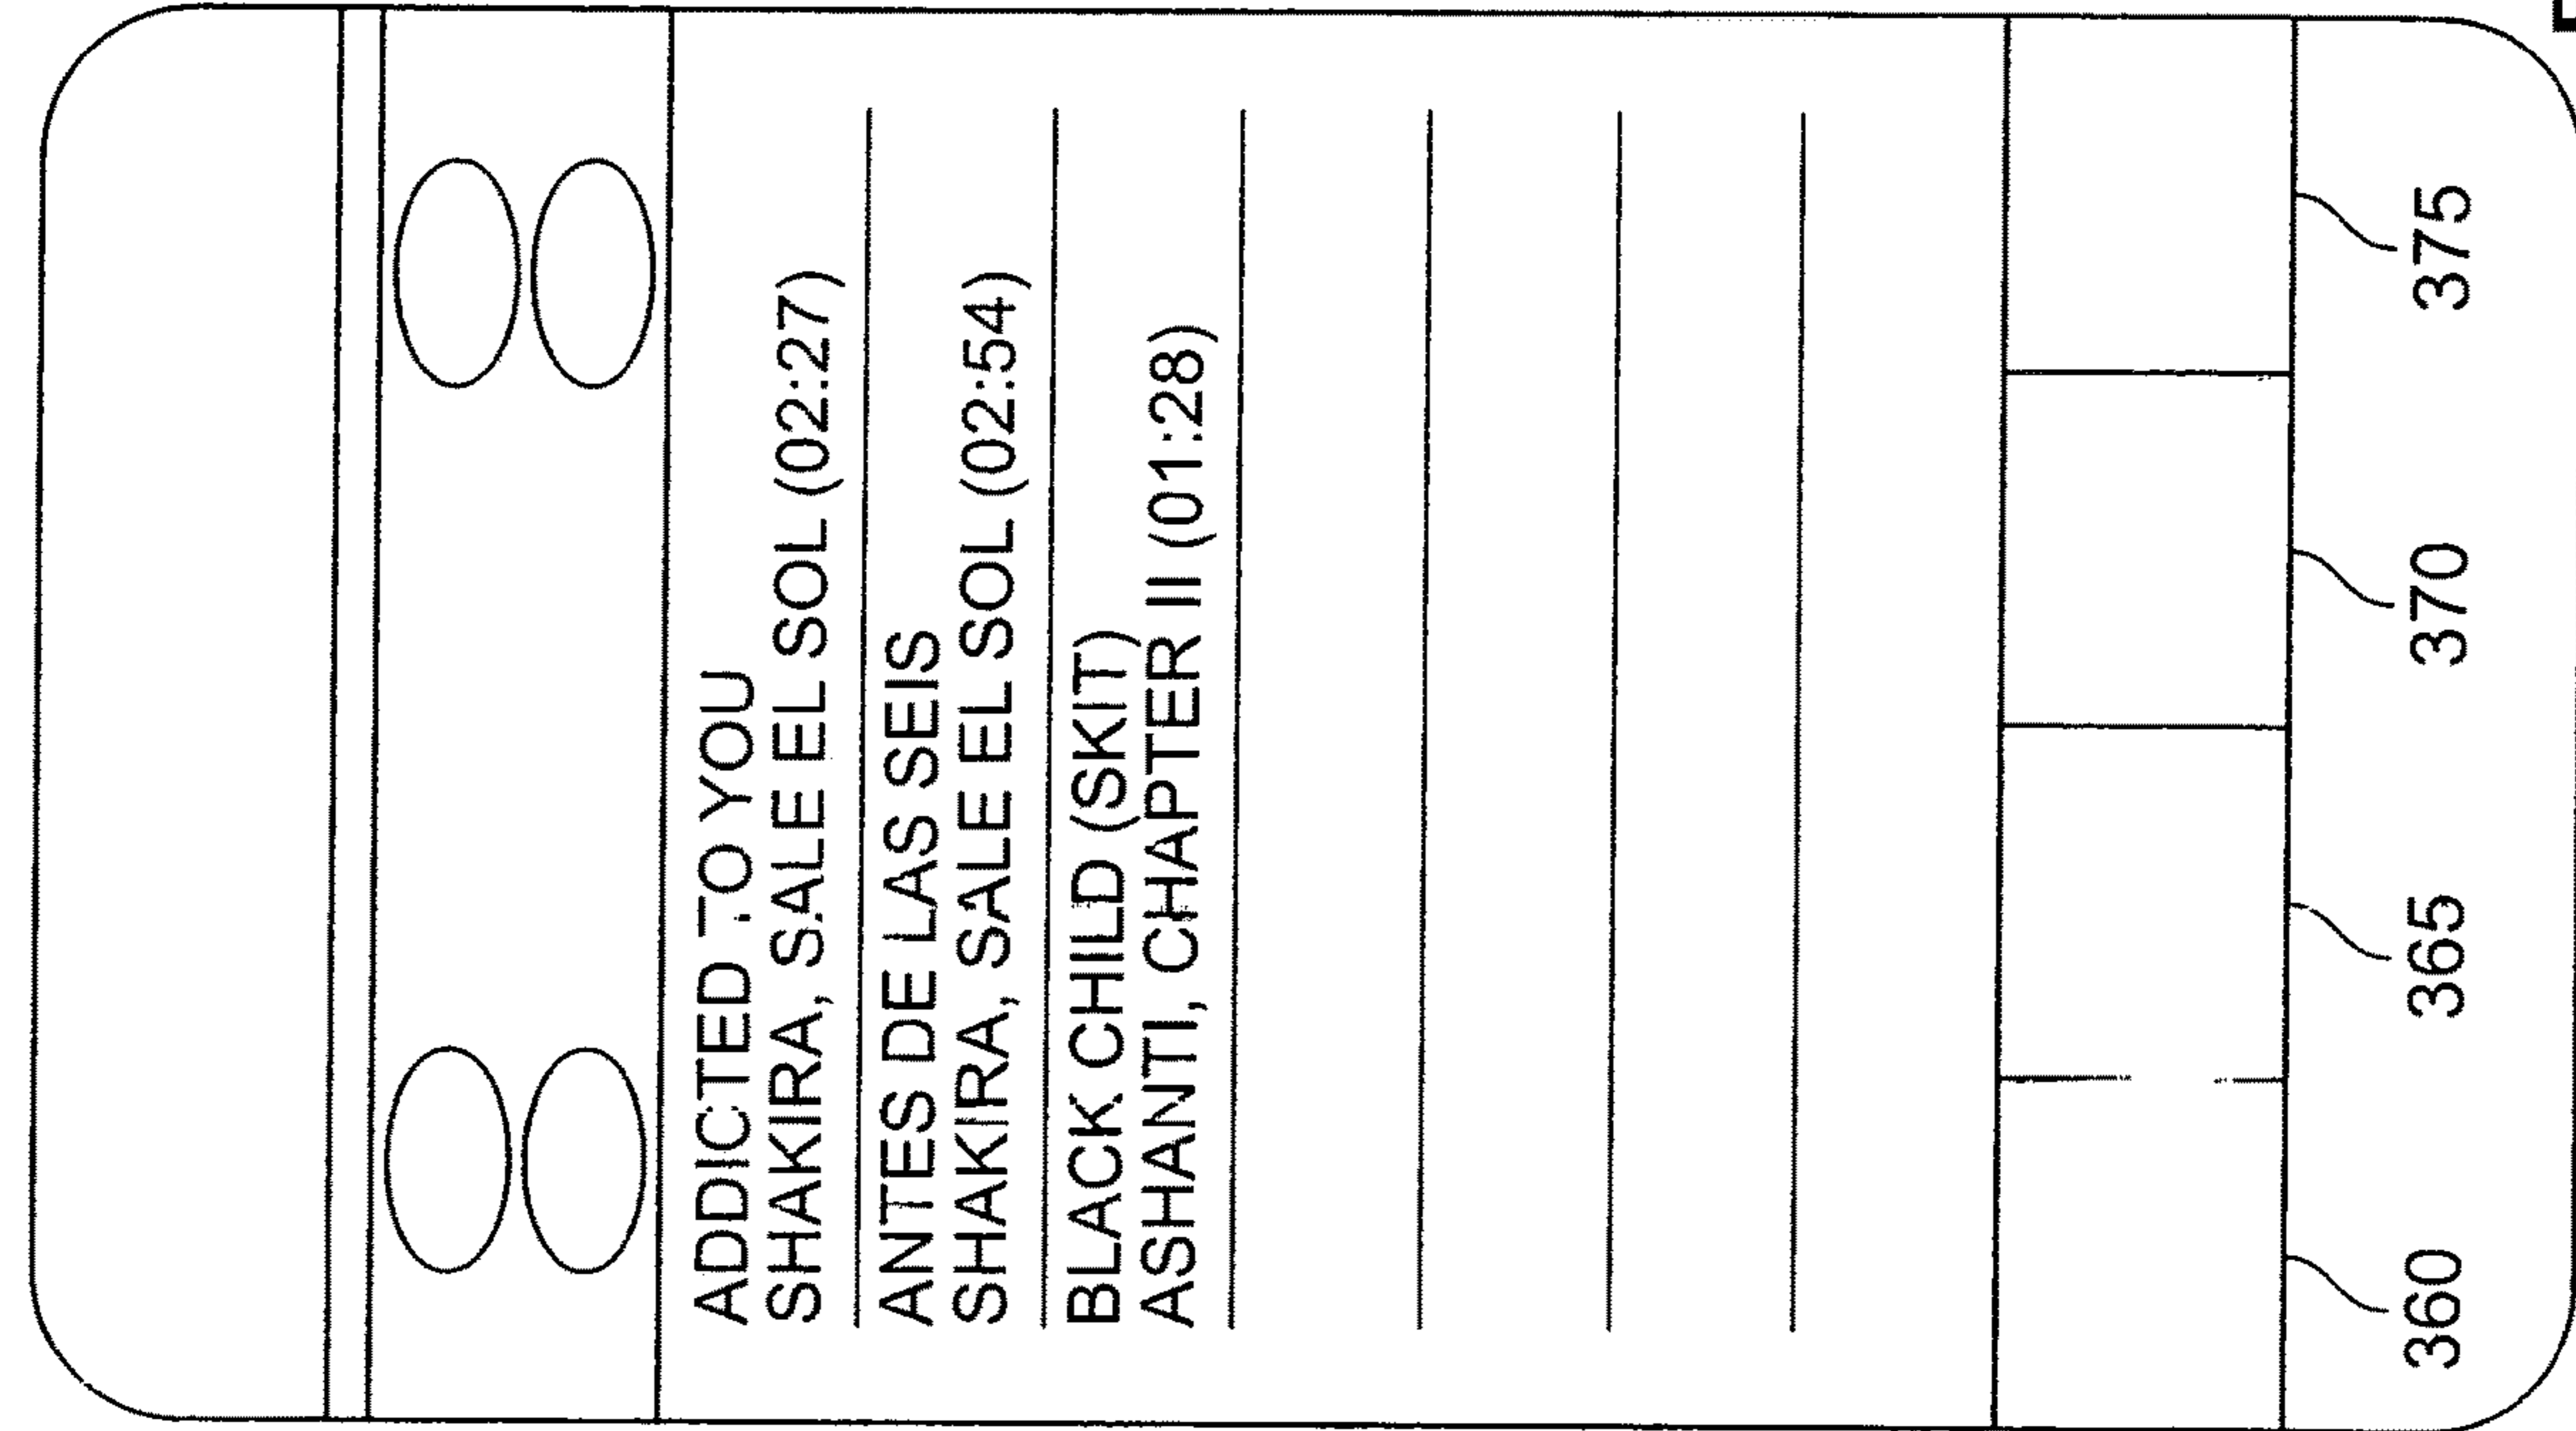 ADDICTED TO YOU
SHAKIRA, SALE EL SOL (02:27)
ANTES DE LAS SEIS
SHAKIRA, SALE EL SOL (02:54)
BLACK CHILD (SKIT)
ASHANTI, CHAPTER II (01:28)
360
365
370
375